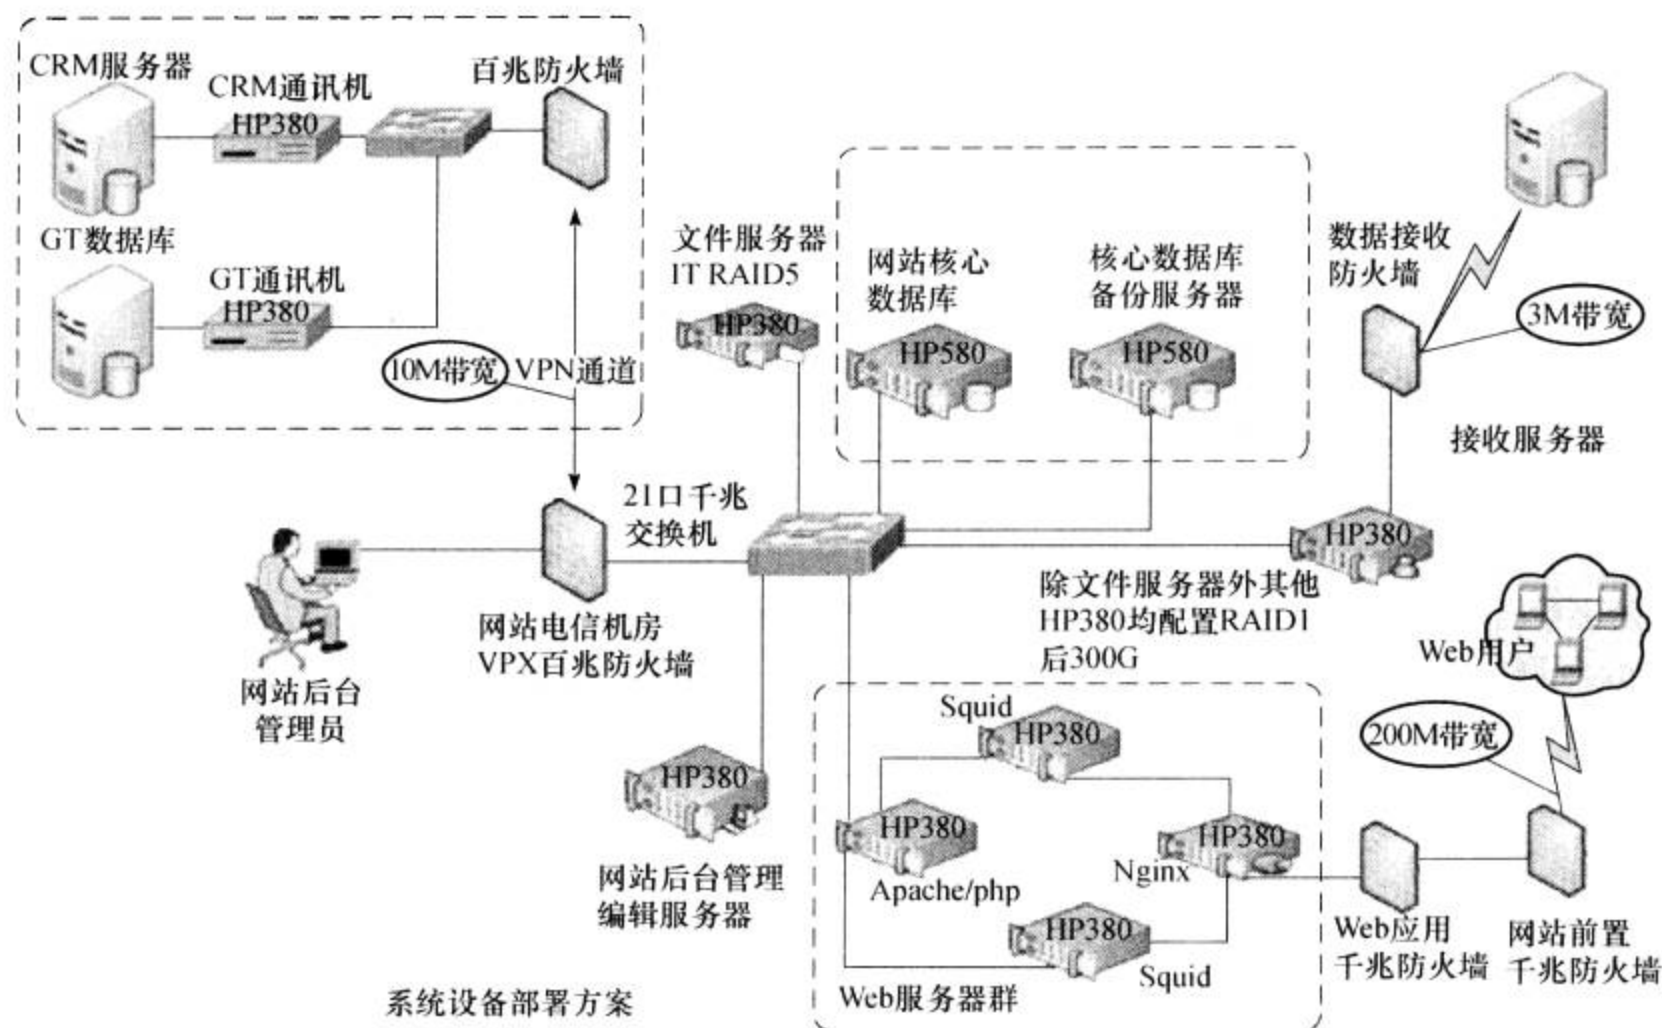 CRM服务器
CRM通讯机
HP380
百兆防火墙
GT数据库
GT通讯机
HP380
10M带宽
VPN通道
文件服务器
IT RAID5
HP380
网站核心
数据库
HP580
核心数据库
备份服务器
HP580
数据接收
防火墙
3M带宽
接收服务器
HP380
21口千兆
交换机
网站后台
管理员
网站电信机房
VPX百兆防火墙
除文件服务器外其他
HP380均配置RAID1
后300G
Web用户
200M带宽
HP380
网站后台管理
编辑服务器
Squid
HP380
HP380
Apache/php
HP380
Nginx
HP380
Squid
Web服务器群
Web应用
千兆防火墙
网站前置
千兆防火墙
系统设备部署方案